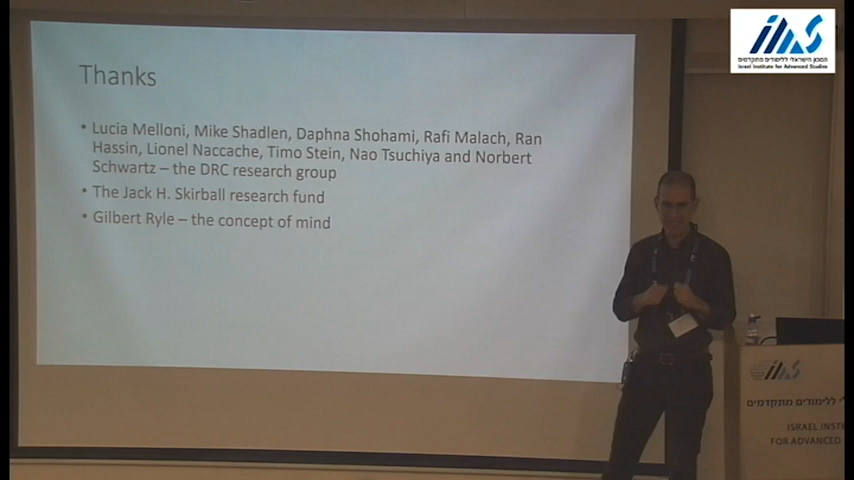 Thanks
• Lucia Melloni, Mike Shadlen, Daphna Shohami, Rafi Malach, Ran
Hassin, Lionel Naccache, Timo Stein, Nao Tsuchiya and Norbert
Schwartz – the DRC research group
• The Jack H. Skirball research fund
• Gilbert Ryle – the concept of mind
המכון הישראלי ללימודים מתקדמים
Israel Institute for Advanced Studies
לי ללימודים מתקדמים
ISRAEL INSTI
FOR ADVANCED